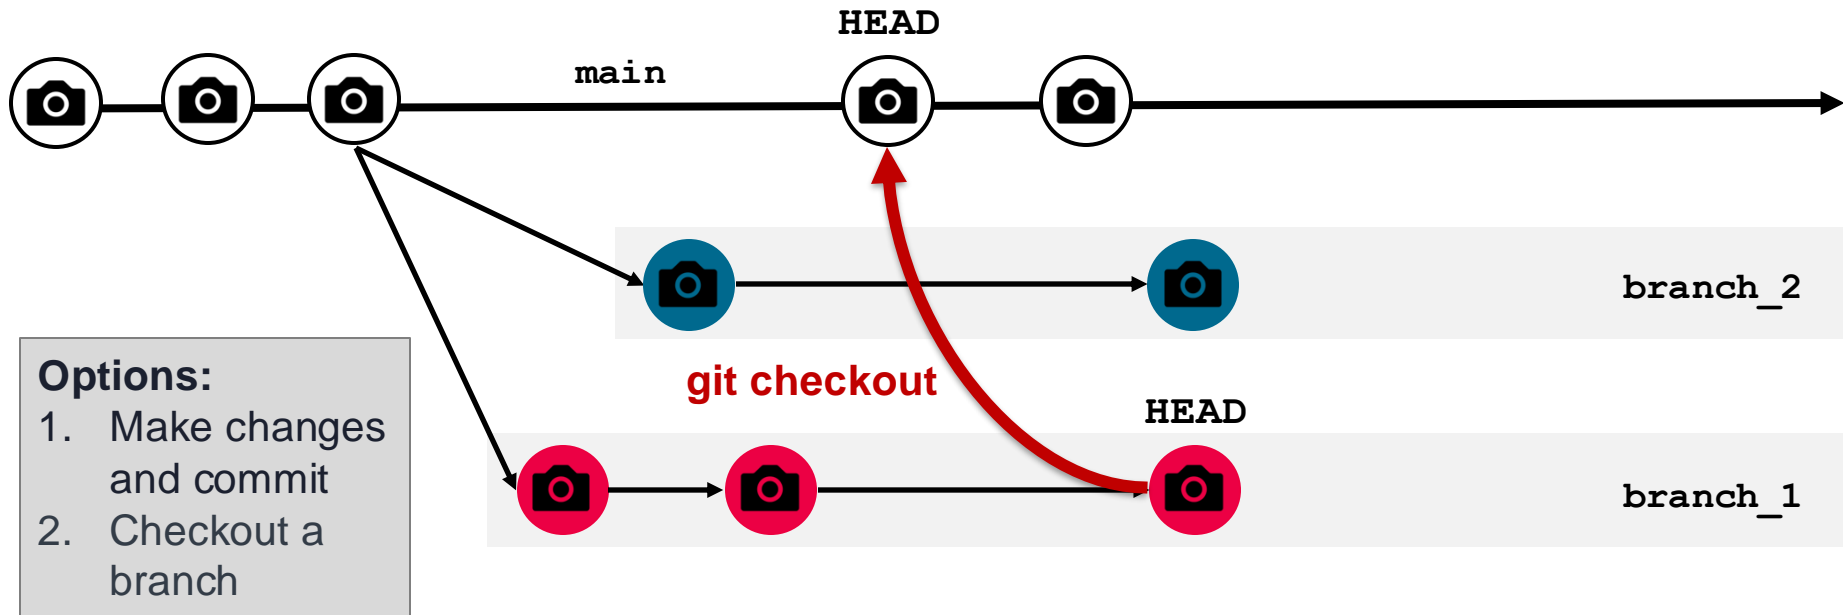 HEAD
main
branch_2
Options:
1. Make changes
and commit
2. Checkout a
branch
git checkout
HEAD
branch_1